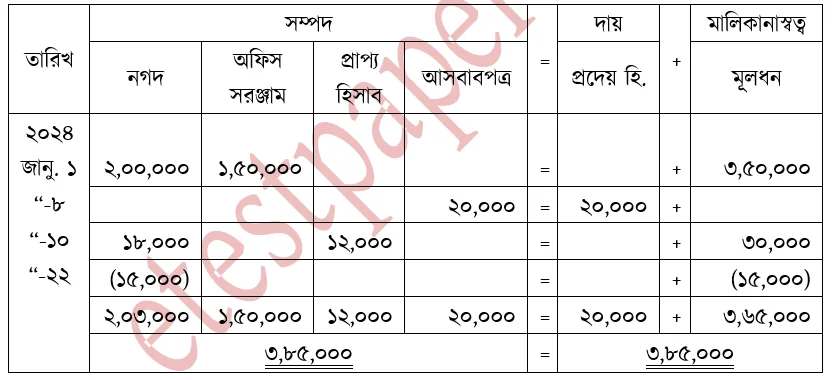 তারিখ সম্পদ = দায় + মালিকানাস্বত্ব
নগদ অফিস সরঞ্জাম প্রাপ্য হিসাব আসবাবপত্র প্রদেয় হি. মূলধন
২০২৪
জানু. ১ ২,০০,০০০ ১,৫০,০০০ = + ৩,৫০,০০০
“-৮ ২০,০০০ = ২০,০০০ +
“-১০ ১৮,০০০ ১২,০০০ = + ৩০,০০০
“-২২ (১৫,০০০) = + (১৫,০০০)
২,০৩,০০০ ১,৫০,০০০ ১২,০০০ ২০,০০০ = ২০,০০০ + ৩,৬৫,০০০
৩,৮৫,০০০ = ৩,৮৫,০০০
etestpaper